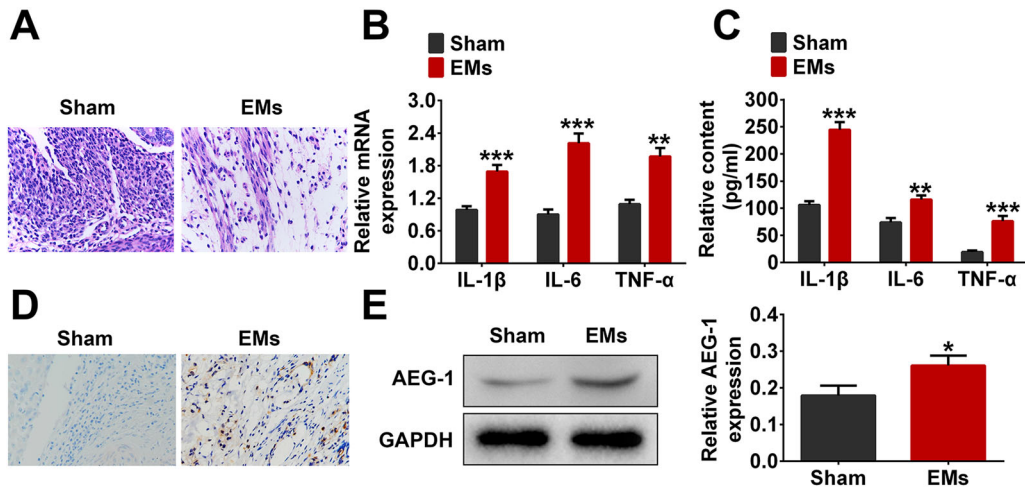 A
Sham
EMs
B
Sham
EMs
Relative mRNA
expression
3.0
2.4
1.8
1.2
0.6
0.0
***
***
**
IL-1β
IL-6
TNF-α
C
Sham
EMs
Relative content
(pg/ml)
300
250
200
150
100
50
0
***
**
***
IL-1β
IL-6
TNF-α
D
Sham
EMs
E
Sham
EMs
AEG-1
GAPDH
Relative AEG-1
expression
0.4
0.3
0.2
0.1
0.0
*
Sham
EMs